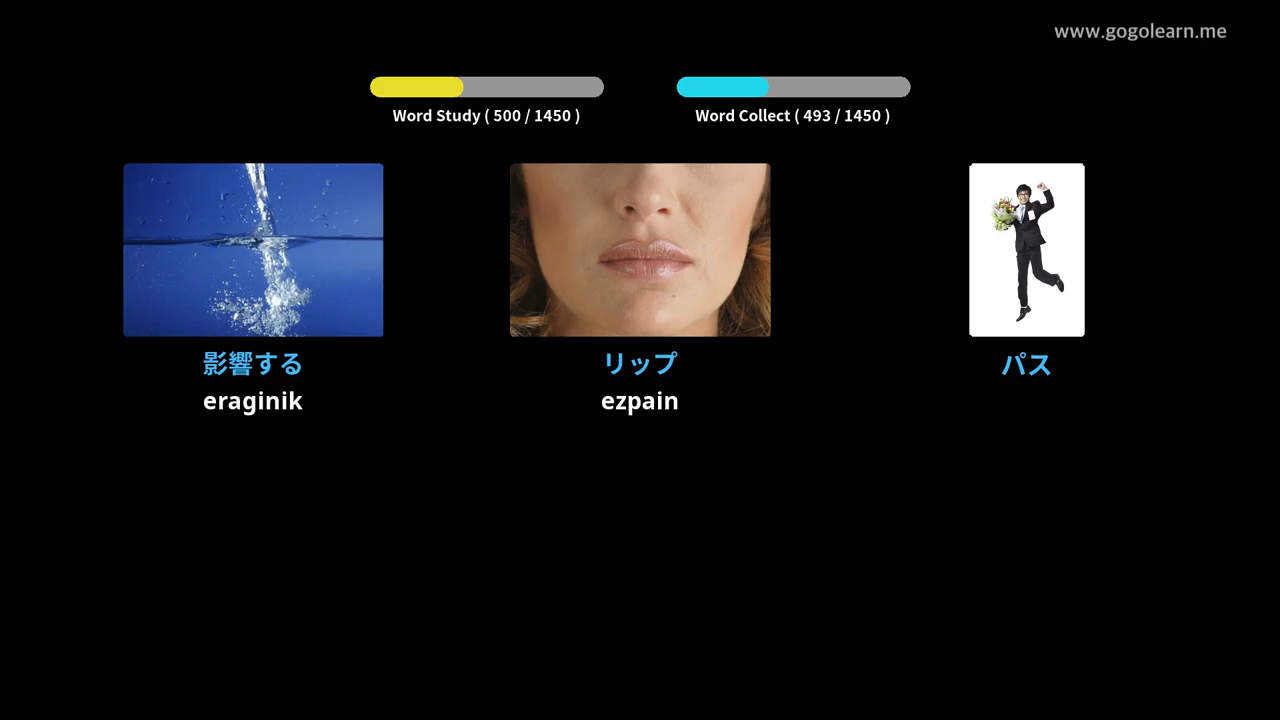 www.gogolearn.me
Word Study ( 500 / 1450 )
Word Collect ( 493 / 1450 )
影響する
eraginik
リップ
ezpain
パス